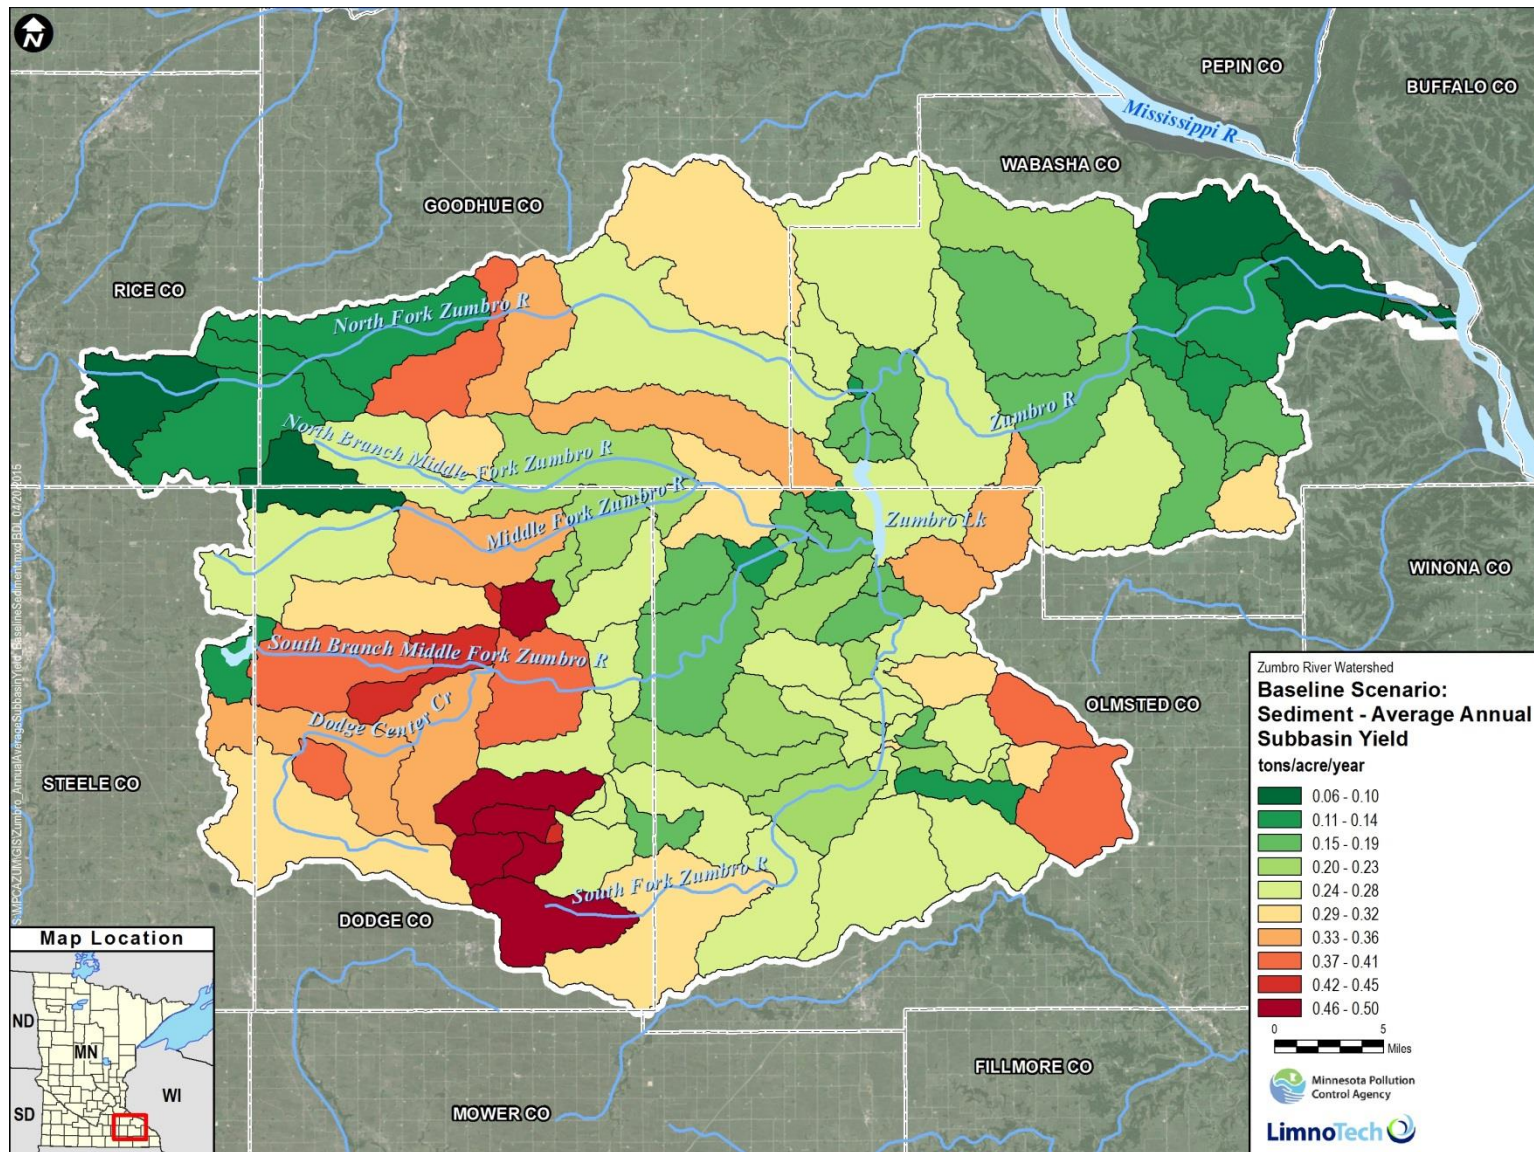 N
PEPIN CO
BUFFALO CO
Mississippi R
WABASHA CO
GOODHUE CO
RICE CO
North Fork Zumbro R
Zumbro R
North Branch Middle Fork Zumbro R
Middle Fork Zumbro R
Zumbro Lk
WINONA CO
South Branch Middle Fork Zumbro R
Dodge Center Cr
OLMSTED CO
STEELE CO
South Fork Zumbro R
DODGE CO
FILLMORE CO
MOWER CO
Zumbro River Watershed
Baseline Scenario:
Sediment - Average Annual
Subbasin Yield
tons/acre/year
0.06 - 0.10
0.11 - 0.14
0.15 - 0.19
0.20 - 0.23
0.24 - 0.28
0.29 - 0.32
0.33 - 0.36
0.37 - 0.41
0.42 - 0.45
0.46 - 0.50
0 5
Miles
Minnesota Pollution
Control Agency
LimnoTech
Map Location
ND
MN
SD
WI